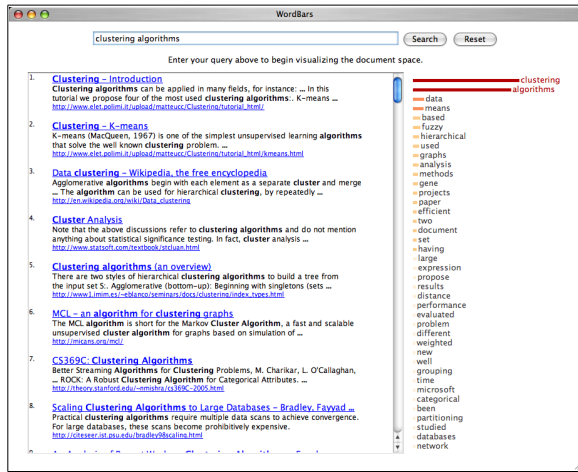 WordBars
clustering algorithms
Search
Reset
Enter your query above to begin visualizing the document space.
1. Clustering – Introduction
Clustering algorithms can be applied in many fields, for instance: ... In this
tutorial we propose four of the most used clustering algorithms:. K-means ...
http://www.elet.polimi.it/upload/matteucc/Clustering/tutorial_html/
2. Clustering – K-means
K-means (MacQueen, 1967) is one of the simplest unsupervised learning algorithms
that solve the well known clustering problem. ...
http://www.elet.polimi.it/upload/matteucc/Clustering/tutorial_html/kmeans.html
3. Data clustering – Wikipedia, the free encyclopedia
Agglomerative algorithms begin with each element as a separate cluster and merge
... The algorithm can be used for hierarchical clustering, by repeatedly ...
http://en.wikipedia.org/wiki/Data_clustering
4. Cluster Analysis
Note that the above discussions refer to clustering algorithms and do not mention
anything about statistical significance testing. In fact, cluster analysis ...
http://www.statsoft.com/textbook/stcluan.html
5. Clustering algorithms (an overview)
There are two styles of hierarchical clustering algorithms to build a tree from
the input set S:. Agglomerative (bottom-up): Beginning with singletons (sets ...
http://www1.imim.es/~eblanco/seminars/docs/clustering/index_types.html
6. MCL – an algorithm for clustering graphs
The MCL algorithm is short for the Markov Cluster Algorithm, a fast and scalable
unsupervised cluster algorithm for graphs based on simulation of ...
http://micans.org/mcl/
7. CS369C: Clustering Algorithms
Better Streaming Algorithms for Clustering Problems, M. Charikar, L. O'Callaghan,
... ROCK: A Robust Clustering Algorithm for Categorical Attributes. ...
http://theory.stanford.edu/~nmishra/cs369C-2005.html
8. Scaling Clustering Algorithms to Large Databases – Bradley, Fayyad ...
Practical clustering algorithms require multiple data scans to achieve convergence.
For large databases, these scans become prohibitively expensive.
http://citeseer.ist.psu.edu/bradley98scaling.html
clustering
algorithms
data
means
based
fuzzy
hierarchical
used
graphs
analysis
methods
gene
projects
paper
efficient
two
document
set
having
large
expression
propose
results
distance
performance
evaluated
problem
different
weighted
new
well
grouping
time
microsoft
categorical
been
partitioning
studied
databases
network